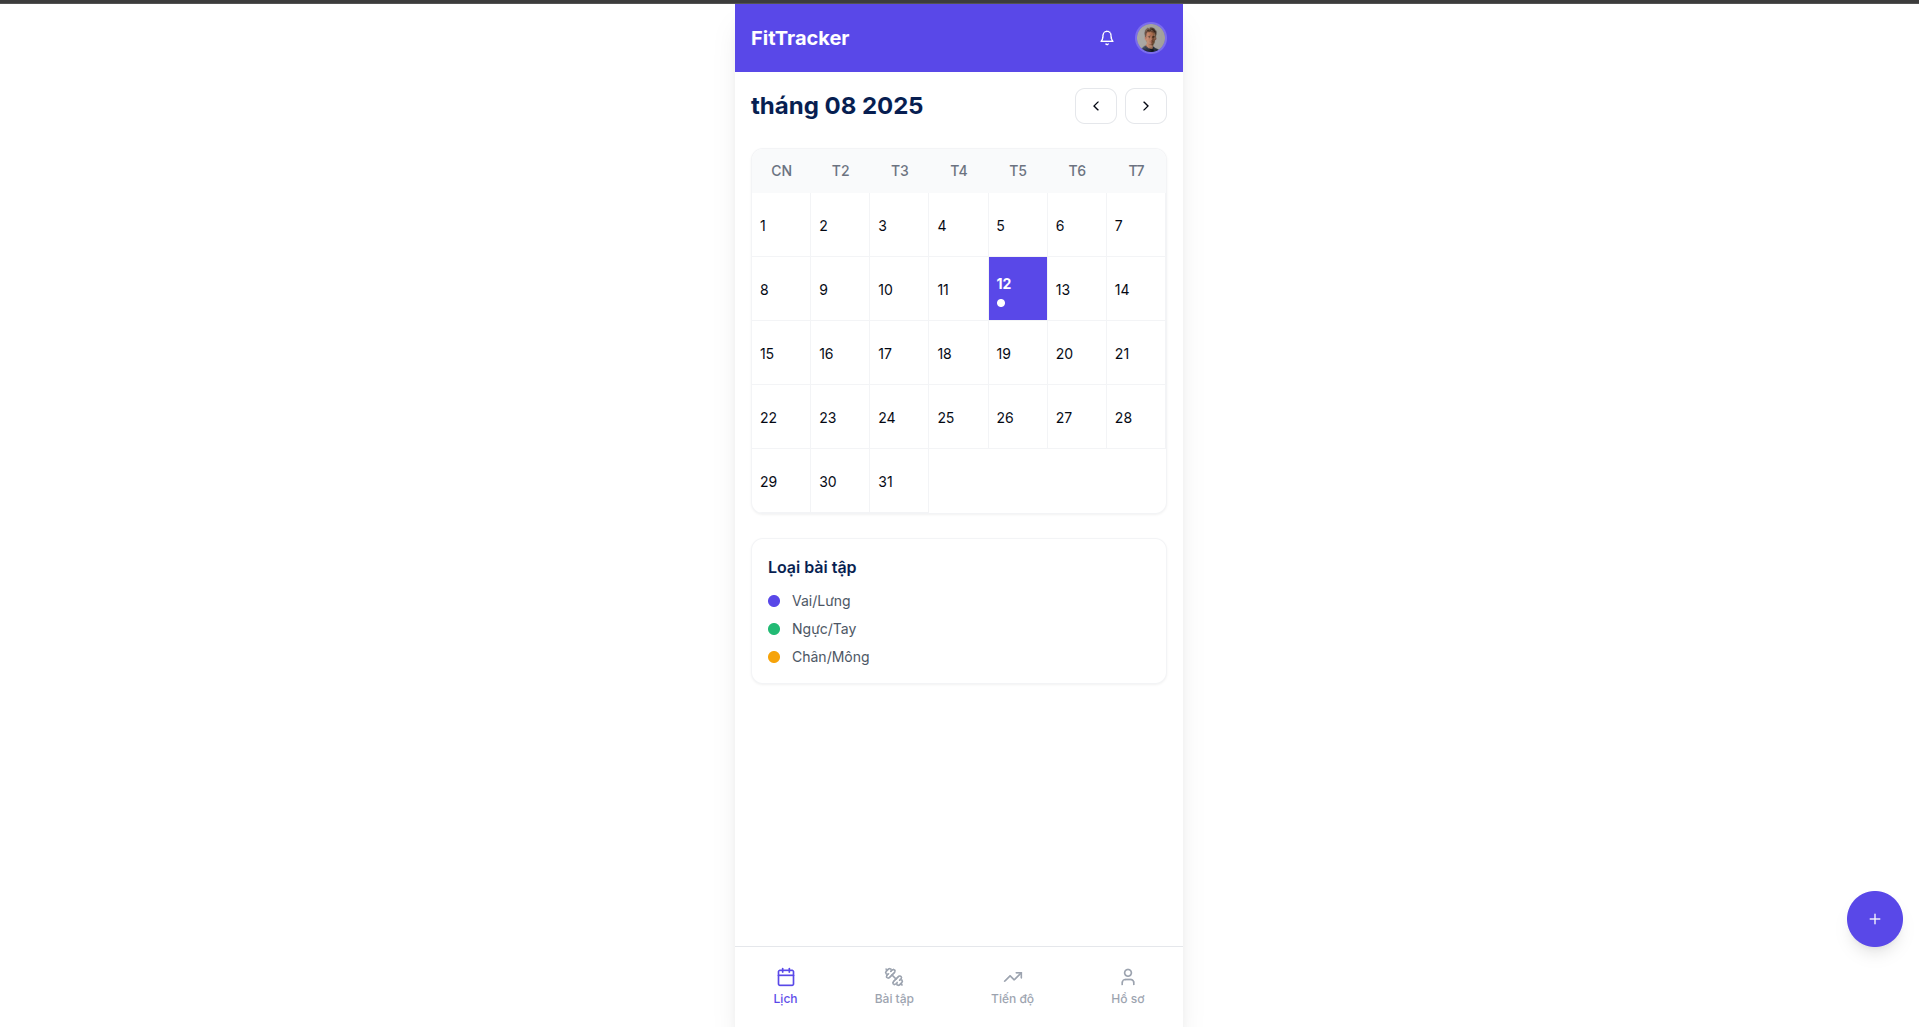 FitTracker
tháng 08 2025
CN T2 T3 T4 T5 T6 T7
1 2 3 4 5 6 7
8 9 10 11 12 13 14
15 16 17 18 19 20 21
22 23 24 25 26 27 28
29 30 31
Loại bài tập
Vai/Lưng
Ngực/Tay
Chân/Mông
Lịch Bài tập Tiến độ Hồ sơ